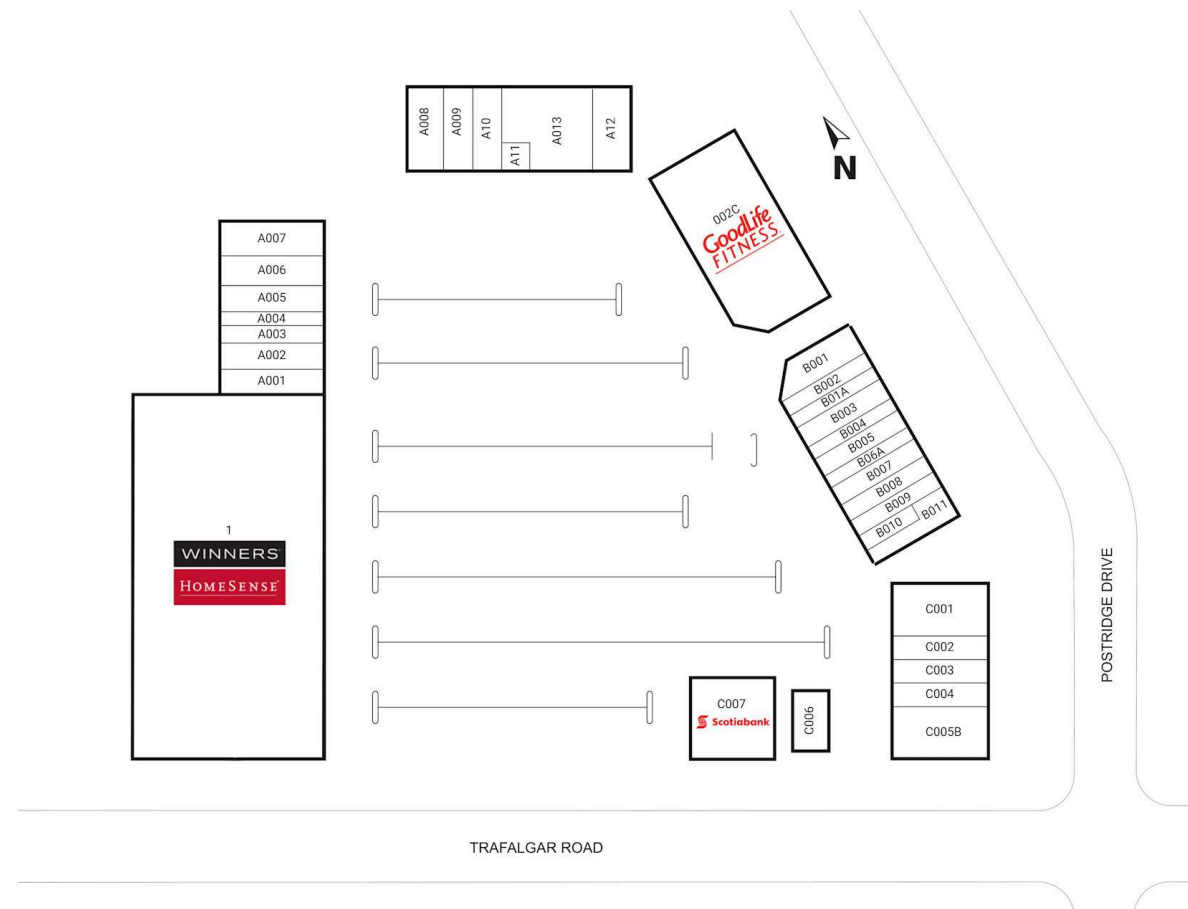 A008
A009
A10
A11
A013
A12
N
002C
GoodLife
FITNESS
A007
A006
A005
A004
A003
A002
A001
B001
B002
B01A
B003
B004
B005
B06A
B007
B008
B009
B010
B011
1
WINNERS
HOMESENSE
C001
C002
C003
C004
C005B
C007
Scotiabank
C006
POSTRIDGE DRIVE
TRAFALGAR ROAD